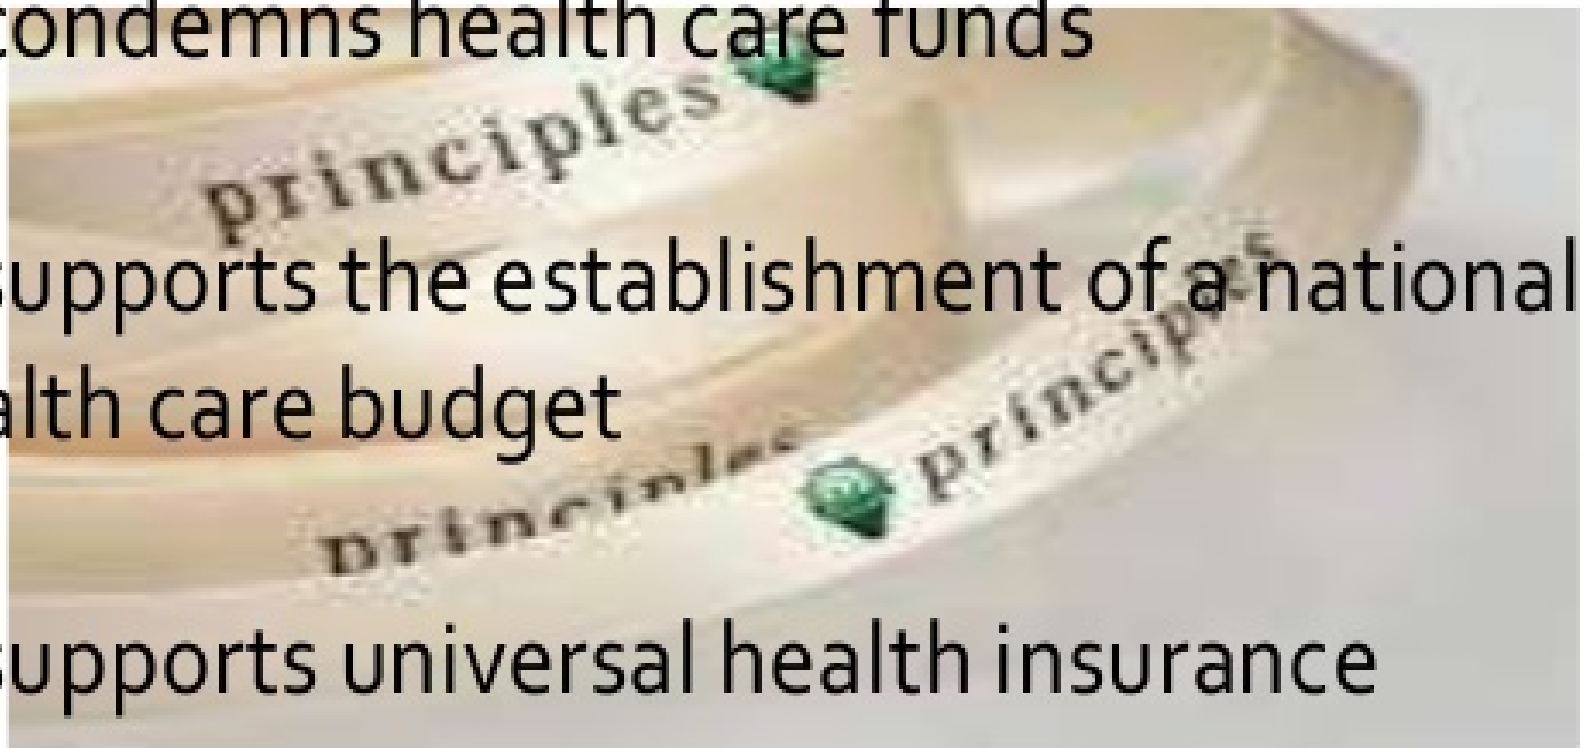 condemns health care funds
principles
supports the establishment of a national
principles
alth care budget
principles
supports universal health insurance